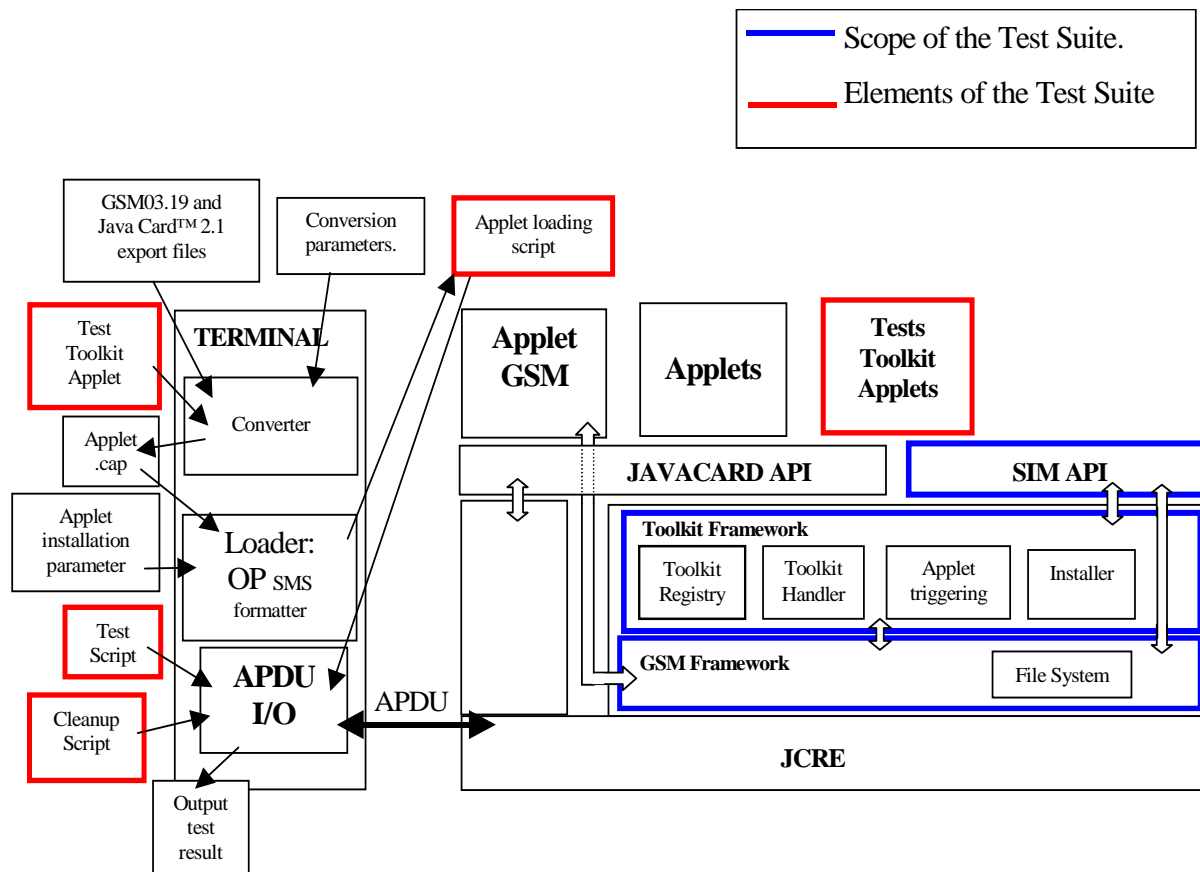 Scope of the Test Suite.
Elements of the Test Suite
GSM03.19 and
Java Card™ 2.1
export files
Conversion
parameters.
Applet loading
script
Test
Toolkit
Applet
TERMINAL
Converter
Applet
.cap
Applet
installation
parameter
Loader:
OP SMS
formatter
Test
Script
APDU
I/O
Cleanup
Script
Output
test
result
APDU
Applet
GSM
Applets
Tests
Toolkit
Applets
JAVACARD API
SIM API
Toolkit Framework
Toolkit
Registry
Toolkit
Handler
Applet
triggering
Installer
GSM Framework
File System
JCRE